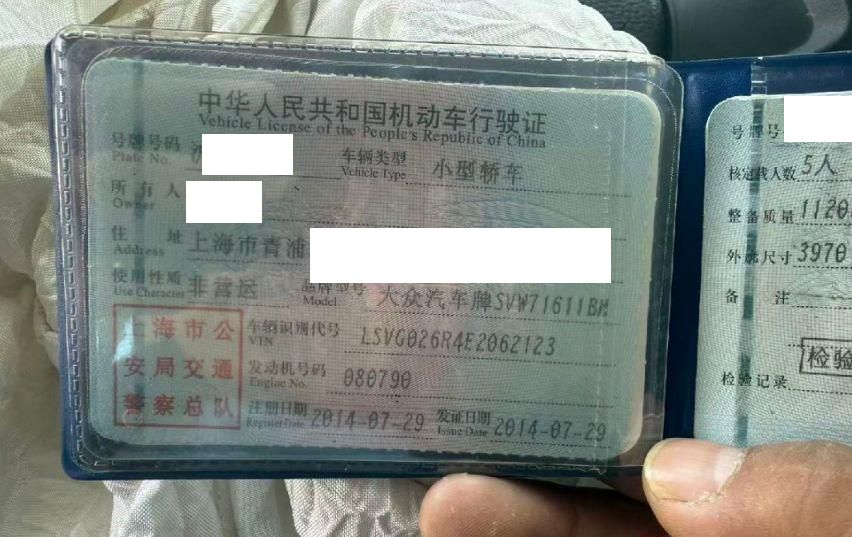 中华人民共和国机动车行驶证
Vehicle License of the People's Republic of China
号牌号码 车辆类型 小型轿车
Plate No. Vehicle Type
所有人
Owner
住址 上海市青浦
Address
使用性质 非营运 品牌型号 大众汽车牌SVW71611BM
Use Character Model
上海市公安局交通警察总队
车辆识别代号 LSVG026R4E2062123
VIN
发动机号码 080790
Engine No.
注册日期 2014-07-29 发证日期 2014-07-29
Register Date Issue Date
号牌号
核定载人数 5人
整备质量 1120
外廓尺寸 3970
备注
检验记录 检验